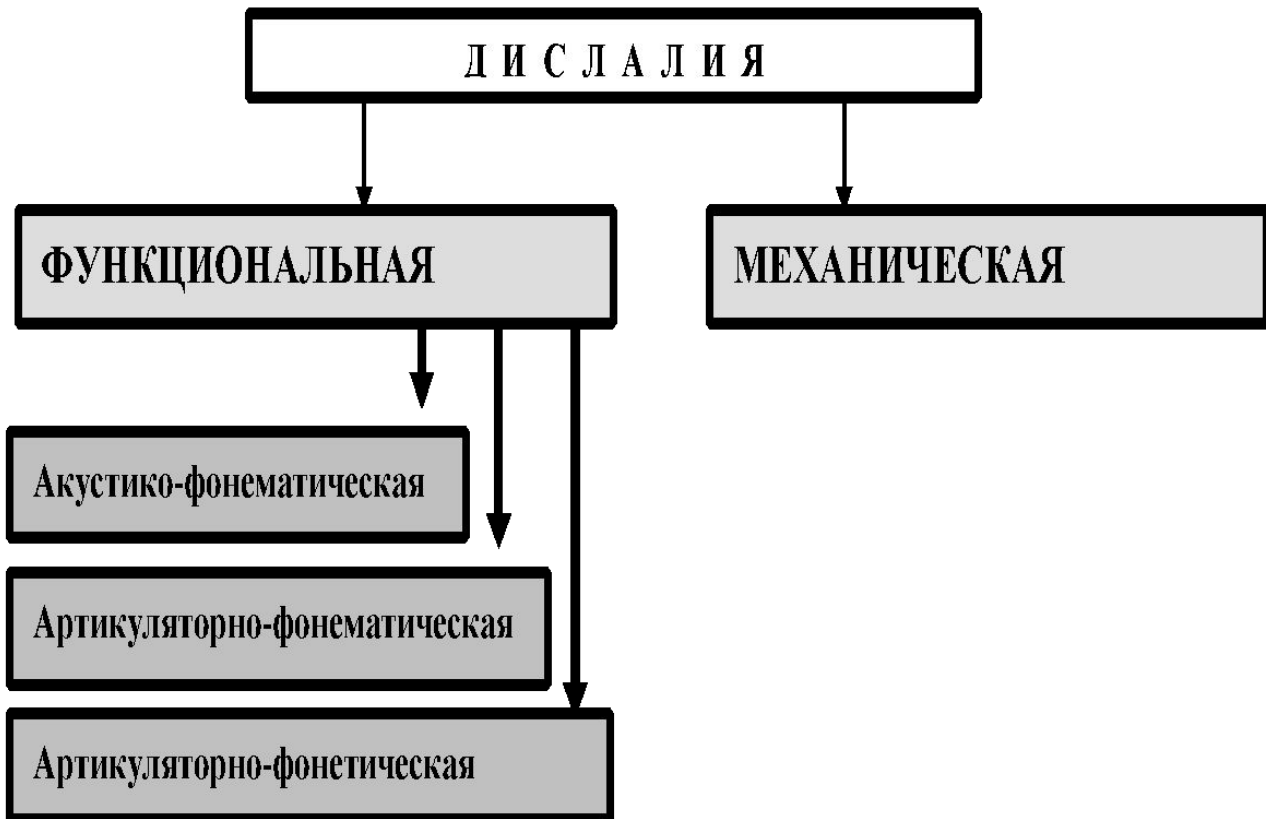 Д И С Л А Л И Я
ФУНКЦИОНАЛЬНАЯ
МЕХАНИЧЕСКАЯ
Акустико-фонематическая
Артикуляторно-фонематическая
Артикуляторно-фонетическая